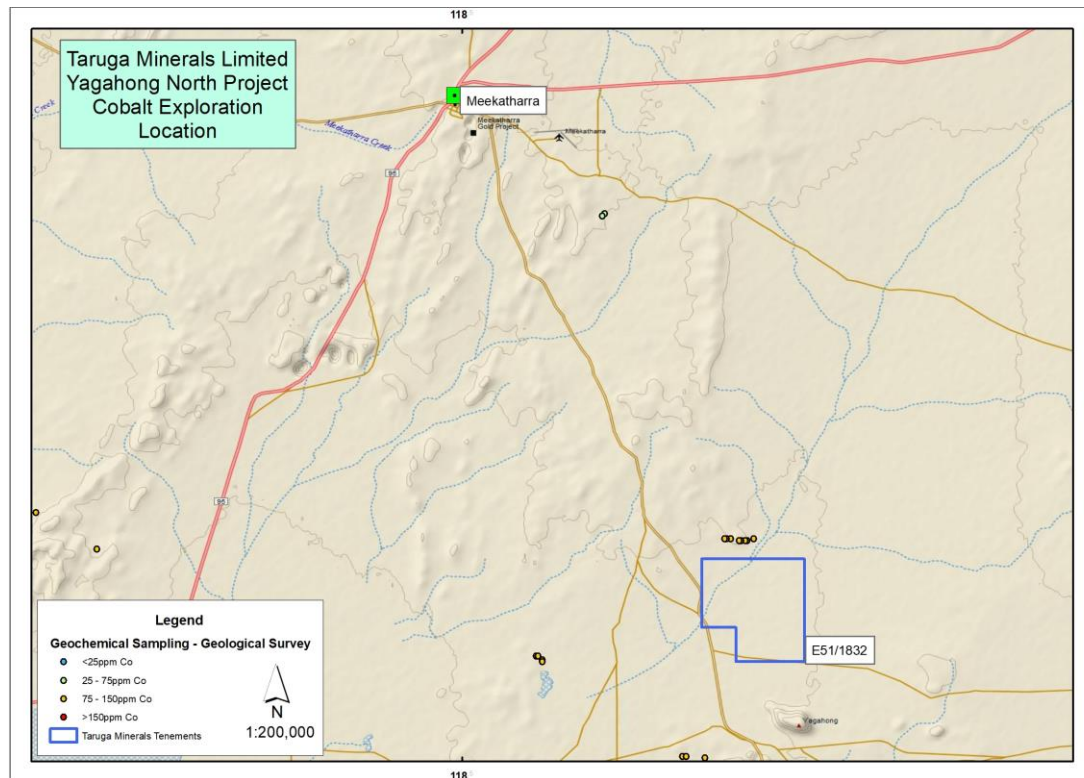 118
Taruga Minerals Limited
Yagahong North Project
Cobalt Exploration
Location
Creek
Meekatharra
Meekatharra
Gold Project
Meekatharra
Meekatharra Creek
95
95
E51/1832
Yagahong
Legend
Geochemical Sampling - Geological Survey
<25ppm Co
25 - 75ppm Co
75 - 150ppm Co
>150ppm Co
Taruga Minerals Tenements
N
1:200,000
118